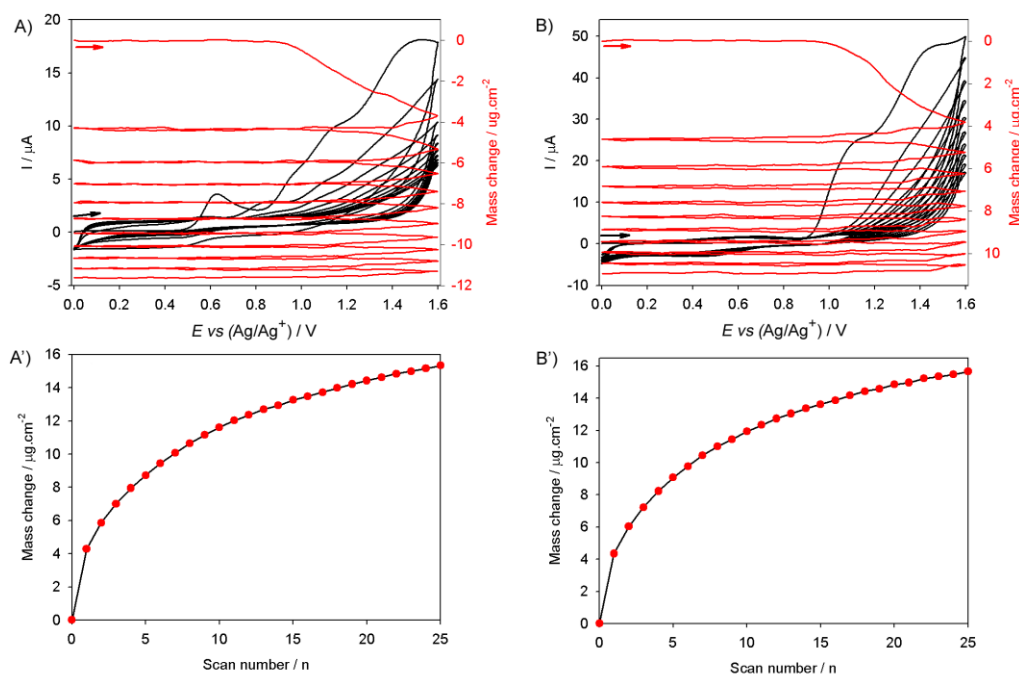 A)
20
15
10
5
0
-5
I / µA
0
-2
-4
-6
-8
-10
-12
Mass change / ug.cm-2
0.0 0.2 0.4 0.6 0.8 1.0 1.2 1.4 1.6
E vs (Ag/Ag+) / V
B)
50
40
30
20
10
0
-10
I / µA
0
2
4
6
8
10
Mass change / ug.cm-2
0.0 0.2 0.4 0.6 0.8 1.0 1.2 1.4 1.6
E vs (Ag/Ag+) / V
A')
16
14
12
10
8
6
4
2
0
Mass change / µg.cm-2
0 5 10 15 20 25
Scan number / n
B')
16
14
12
10
8
6
4
2
0
Mass change / µg.cm-2
0 5 10 15 20 25
Scan number / n